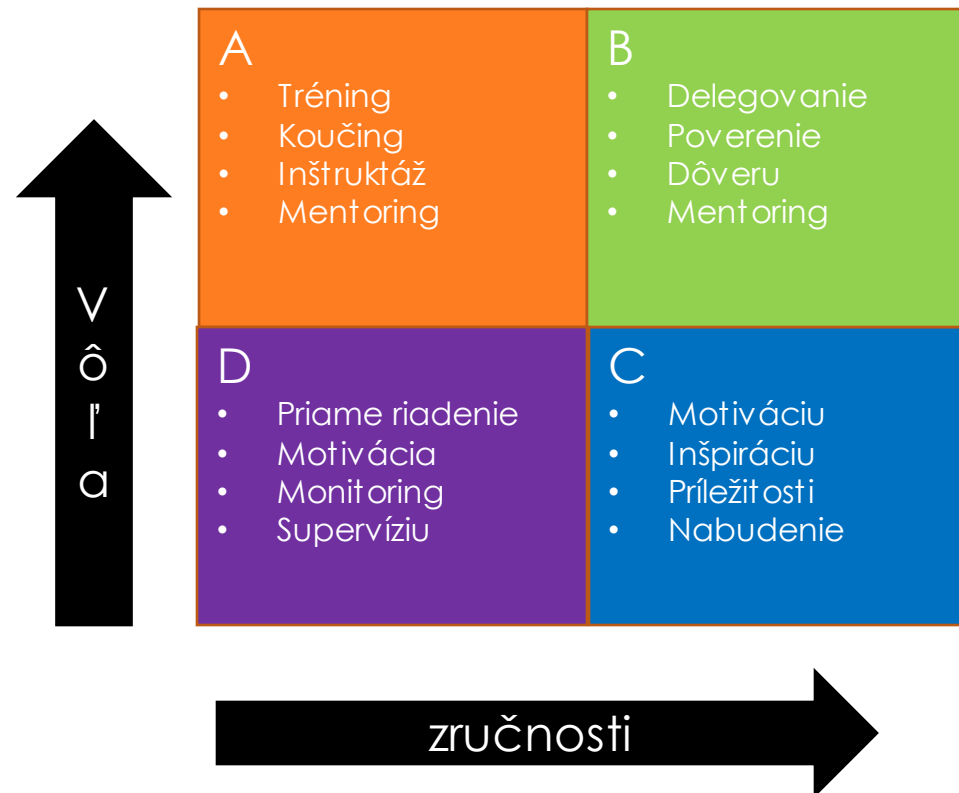 A
• Tréning
• Koučing
• Inštruktáž
• Mentoring
B
• Delegovanie
• Poverenie
• Dôveru
• Mentoring
Vôľa
D
• Priame riadenie
• Motivácia
• Monitoring
• Supervíziu
C
• Motiváciu
• Inšpiráciu
• Príležitosti
• Nabudenie
zručnosti